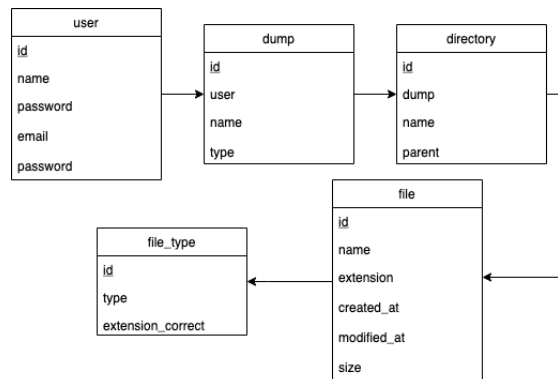 user
id
name
password
email
password
dump
id
user
name
type
directory
id
dump
name
parent
file
id
name
extension
created_at
modified_at
size
file_type
id
type
extension_correct